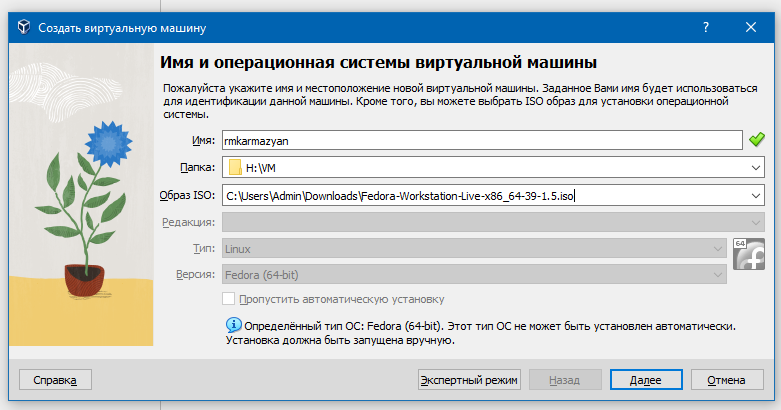 Создать виртуальную машину
?
Имя и операционная системы виртуальной машины
Пожалуйста укажите имя и местоположение новой виртуальной машины. Заданное Вами имя будет использоваться
для идентификации данной машины. Кроме того, вы можете выбрать ISO образ для установки операционной
системы.
Имя: rmkarmazyan
Папка: H:\VM
Образ ISO: C:\Users\Admin\Downloads\Fedora-Workstation-Live-x86_64-39-1.5.iso
Редакция:
Тип: Linux
64
Версия: Fedora (64-bit)
Пропустить автоматическую установку
Определённый тип ОС: Fedora (64-bit). Этот тип ОС не может быть установлен автоматически.
Установка должна быть запущена вручную.
Справка Экспертный режим Назад Далее Отмена